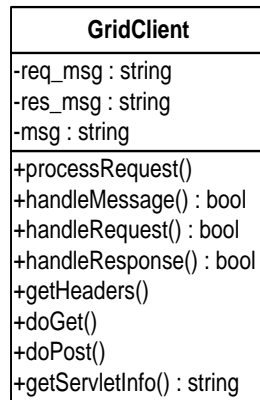 GridClient
-req_msg : string
-res_msg : string
-msg : string
+processRequest()
+handleMessage() : bool
+handleRequest() : bool
+handleResponse() : bool
+getHeaders()
+doGet()
+doPost()
+getServletInfo() : string